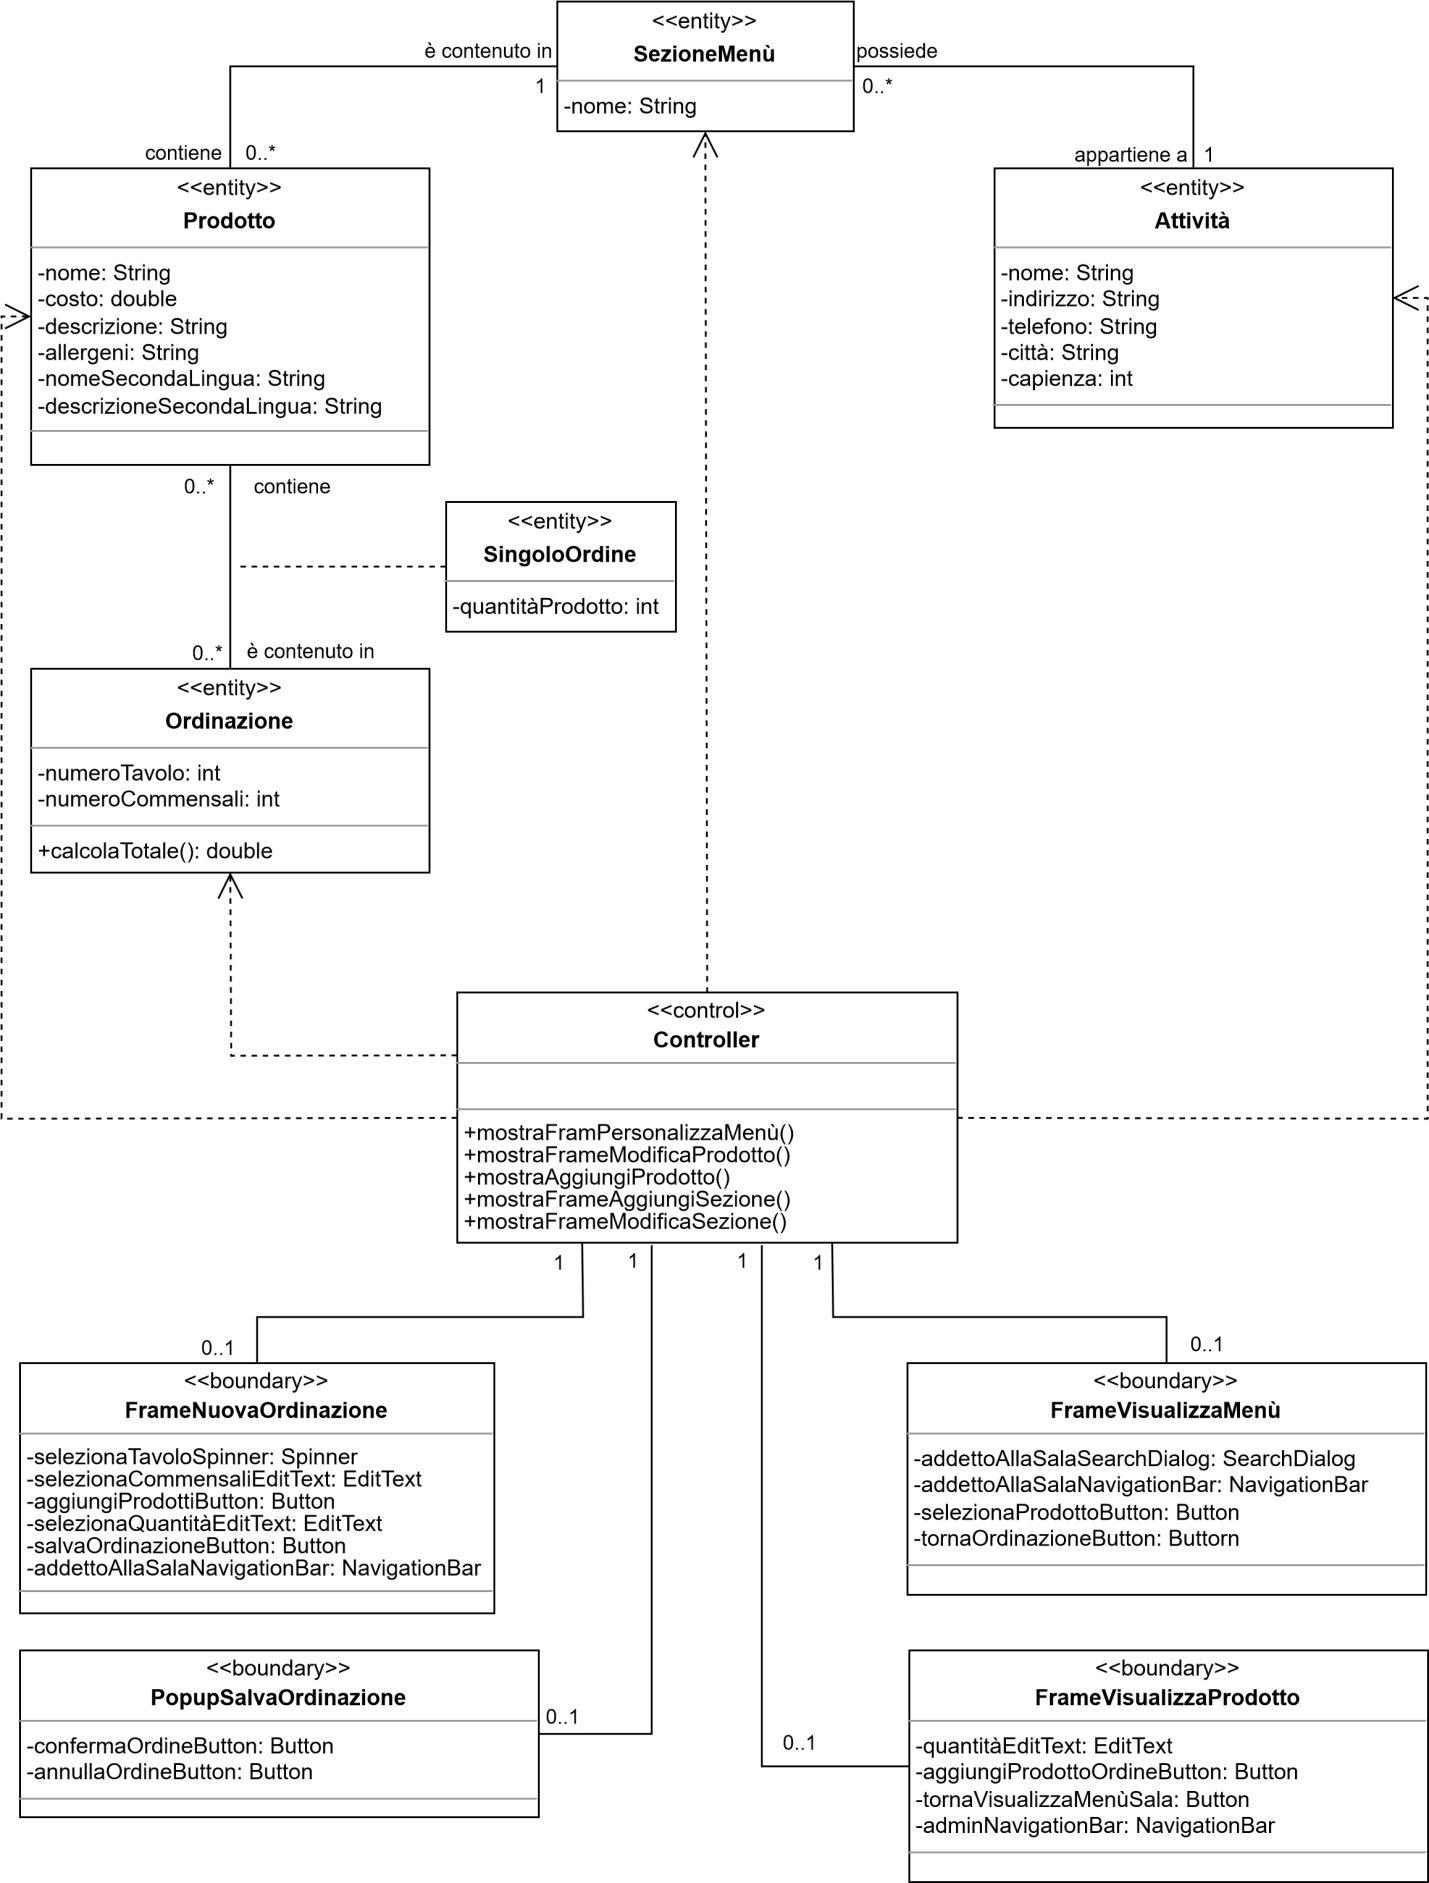 <<entity>>
SezioneMenù
-nome: String
è contenuto in
1
possiede
0..*
contiene
0..*
appartiene a
1
<<entity>>
Prodotto
-nome: String
-costo: double
-descrizione: String
-allergeni: String
-nomeSecondaLingua: String
-descrizioneSecondaLingua: String
<<entity>>
Attività
-nome: String
-indirizzo: String
-telefono: String
-città: String
-capienza: int
0..*
contiene
<<entity>>
SingoloOrdine
-quantitàProdotto: int
0..*
è contenuto in
<<entity>>
Ordinazione
-numeroTavolo: int
-numeroCommensali: int
+calcolaTotale(): double
<<control>>
Controller
+mostraFramPersonalizzaMenù()
+mostraFrameModificaProdotto()
+mostraAggiungiProdotto()
+mostraFrameAggiungiSezione()
+mostraFrameModificaSezione()
1
1
1
1
0..1
0..1
<<boundary>>
FrameNuovaOrdinazione
-selezionaTavoloSpinner: Spinner
-selezionaCommensaliEditText: EditText
-aggiungiProdottiButton: Button
-selezionaQuantitàEditText: EditText
-salvaOrdinazioneButton: Button
-addettoAllaSalaNavigationBar: NavigationBar
<<boundary>>
FrameVisualizzaMenù
-addettoAllaSalaSearchDialog: SearchDialog
-addettoAllaSalaNavigationBar: NavigationBar
-selezionaProdottoButton: Button
-tornaOrdinazioneButton: Buttorn
<<boundary>>
PopupSalvaOrdinazione
-confermaOrdineButton: Button
-annullaOrdineButton: Button
0..1
0..1
<<boundary>>
FrameVisualizzaProdotto
-quantitàEditText: EditText
-aggiungiProdottoOrdineButton: Button
-tornaVisualizzaMenùSala: Button
-adminNavigationBar: NavigationBar